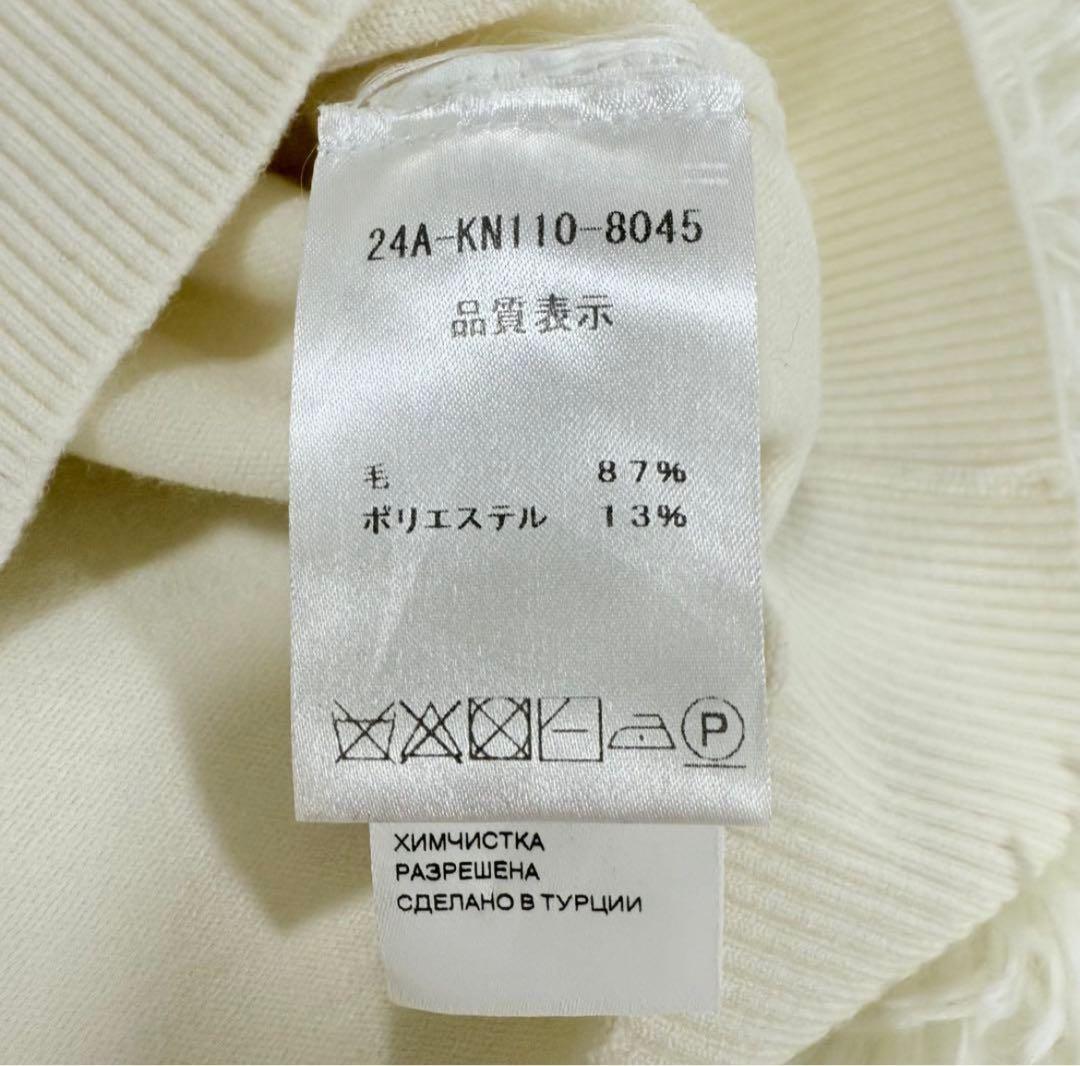 24A-KN110-8045
品質表示
毛 87%
ポリエステル 13%
P
ХИМЧИСТКА
РАЗРЕШЕНА
СДЕЛАНО В ТУРЦИИ